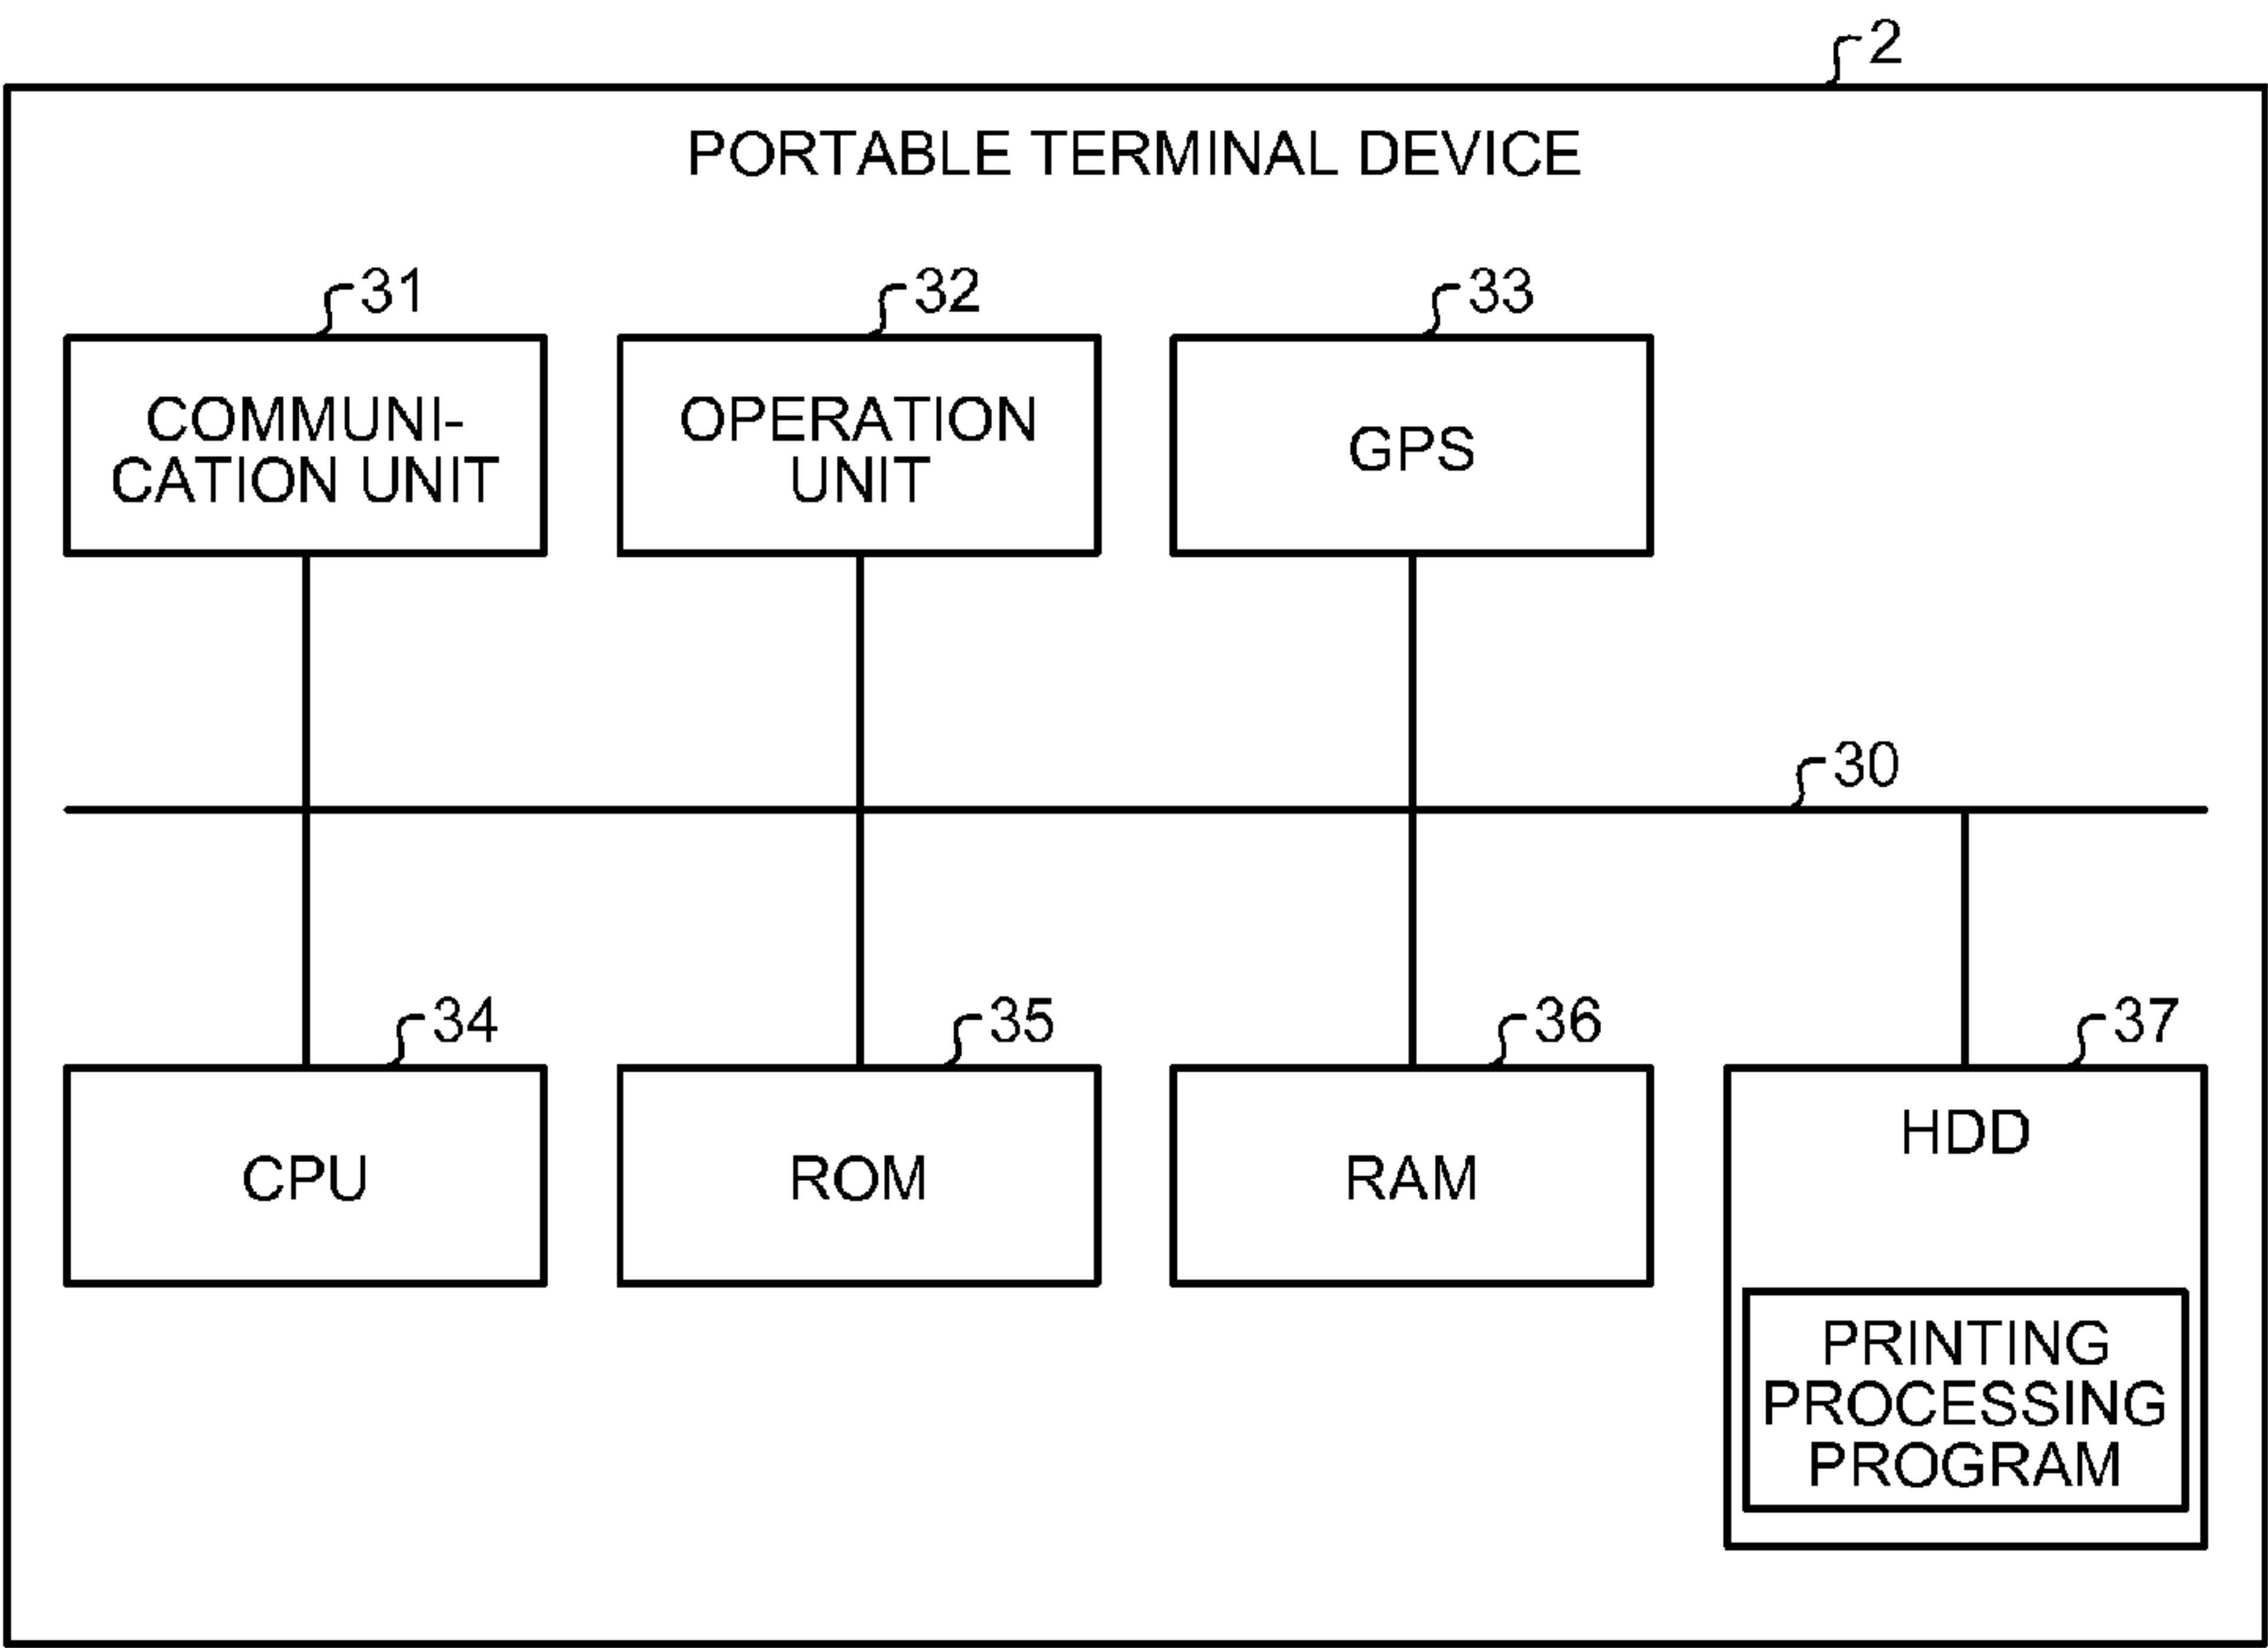 2
PORTABLE TERMINAL DEVICE
31
32
33
COMMUNI-
CATION UNIT
OPERATION
UNIT
GPS
30
34
35
36
37
CPU
ROM
RAM
HDD
PRINTING
PROCESSING
PROGRAM